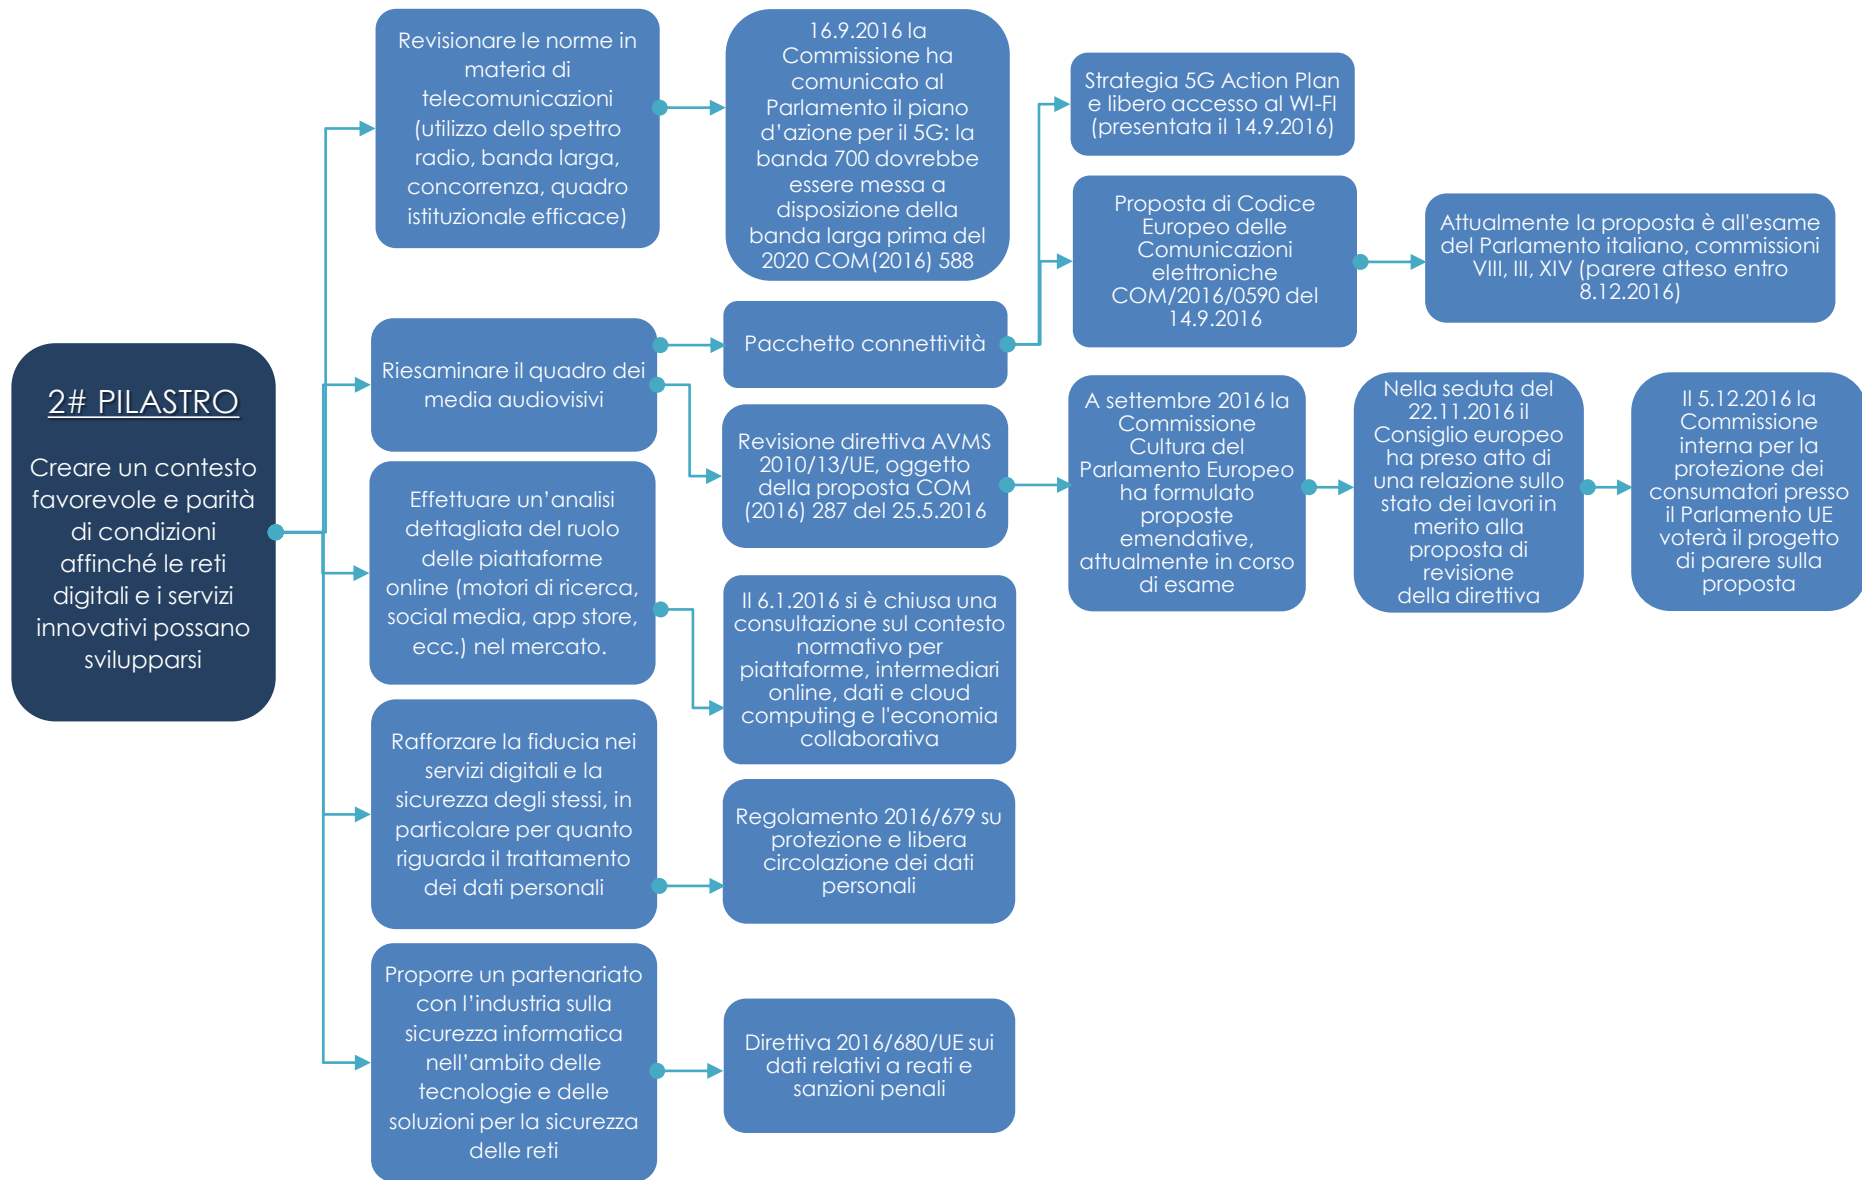 2# PILASTRO
Creare un contesto
favorevole e parità
di condizioni
affinché le reti
digitali e i servizi
innovativi possano
svilupparsi
Revisionare le norme in
materia di
telecomunicazioni
(utilizzo dello spettro
radio, banda larga,
concorrenza, quadro
istituzionale efficace)
16.9.2016 la
Commissione ha
comunicato al
Parlamento il piano
d’azione per il 5G: la
banda 700 dovrebbe
essere messa a
disposizione della
banda larga prima del
2020 COM(2016) 588
Riesaminare il quadro dei
media audiovisivi
Pacchetto connettività
Strategia 5G Action Plan
e libero accesso al WI-FI
(presentata il 14.9.2016)
Proposta di Codice
Europeo delle
Comunicazioni
elettroniche
COM/2016/0590 del
14.9.2016
Attualmente la proposta è all'esame
del Parlamento italiano, commissioni
VIII, III, XIV (parere atteso entro
8.12.2016)
Revisione direttiva AVMS
2010/13/UE, oggetto
della proposta COM
(2016) 287 del 25.5.2016
A settembre 2016 la
Commissione
Cultura del
Parlamento Europeo
ha formulato
proposte
emendative,
attualmente in corso
di esame
Nella seduta del
22.11.2016 il
Consiglio europeo
ha preso atto di
una relazione sullo
stato dei lavori in
merito alla
proposta di
revisione
della direttiva
Il 5.12.2016 la
Commissione
interna per la
protezione dei
consumatori presso
il Parlamento UE
voterà il progetto
di parere sulla
proposta
Effettuare un’analisi
dettagliata del ruolo
delle piattaforme
online (motori di ricerca,
social media, app store,
ecc.) nel mercato.
Il 6.1.2016 si è chiusa una
consultazione sul contesto
normativo per
piattaforme, intermediari
online, dati e cloud
computing e l'economia
collaborativa
Rafforzare la fiducia nei
servizi digitali e la
sicurezza degli stessi, in
particolare per quanto
riguarda il trattamento
dei dati personali
Regolamento 2016/679 su
protezione e libera
circolazione dei dati
personali
Proporre un partenariato
con l’industria sulla
sicurezza informatica
nell’ambito delle
tecnologie e delle
soluzioni per la sicurezza
delle reti
Direttiva 2016/680/UE sui
dati relativi a reati e
sanzioni penali